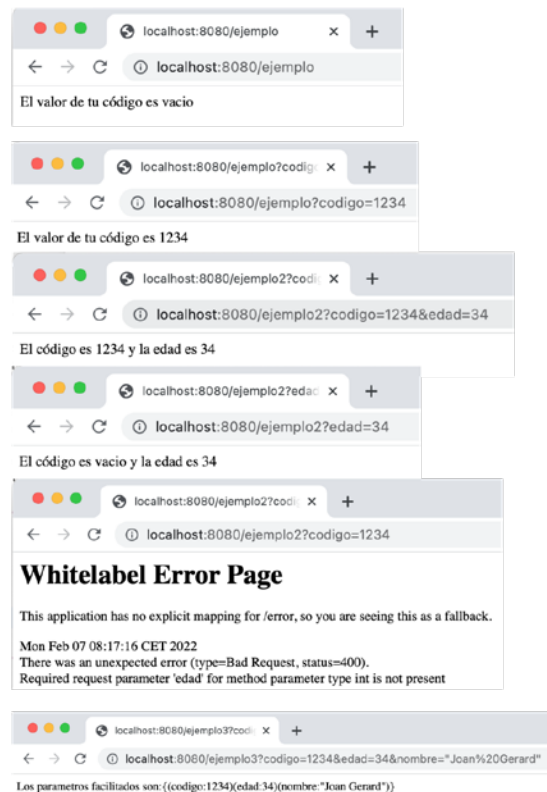 localhost:8080/ejemplo
localhost:8080/ejemplo
El valor de tu código es vacio
localhost:8080/ejemplo?codig
localhost:8080/ejemplo?codigo=1234
El valor de tu código es 1234
localhost:8080/ejemplo2?codi
localhost:8080/ejemplo2?codigo=1234&edad=34
El código es 1234 y la edad es 34
localhost:8080/ejemplo2?edad
localhost:8080/ejemplo2?edad=34
El código es vacio y la edad es 34
localhost:8080/ejemplo2?codi
localhost:8080/ejemplo2?codigo=1234
Whitelabel Error Page
This application has no explicit mapping for /error, so you are seeing this as a fallback.
Mon Feb 07 08:17:16 CET 2022
There was an unexpected error (type=Bad Request, status=400).
Required request parameter 'edad' for method parameter type int is not present
localhost:8080/ejemplo3?codi
localhost:8080/ejemplo3?codigo=1234&edad=34&nombre="Joan%20Gerard"
Los parametros facilitados son:{(codigo:1234)(edad:34)(nombre:"Joan Gerard")}